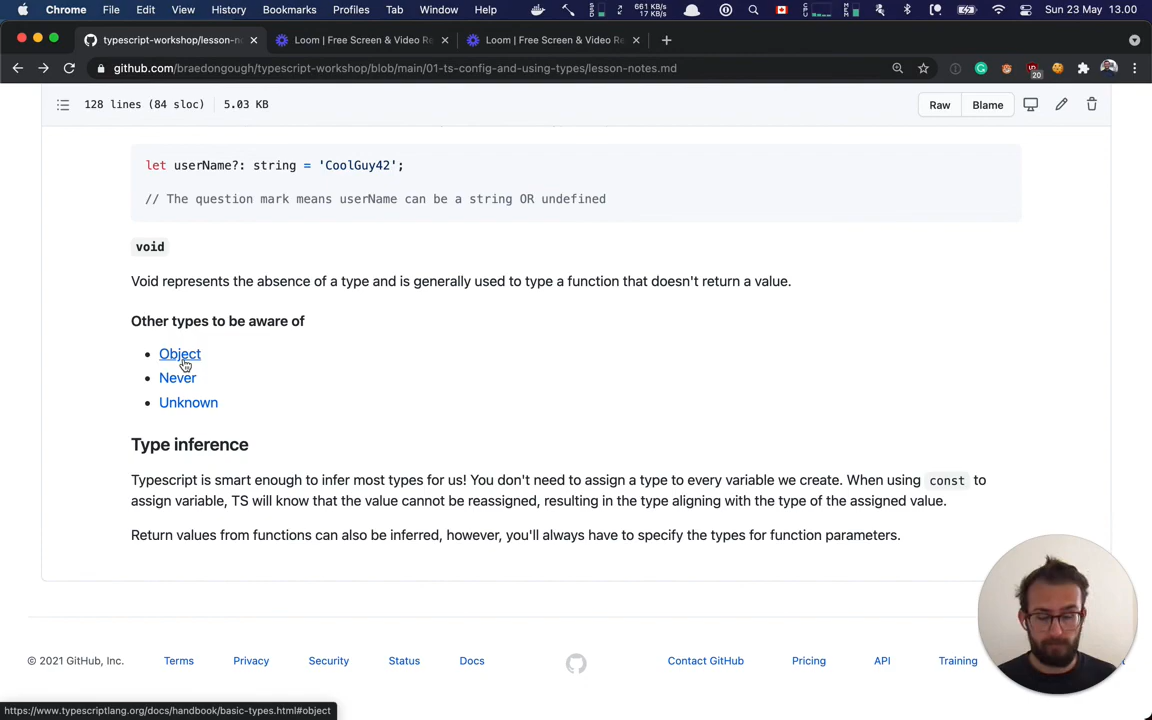 Chrome File Edit View History Bookmarks Profiles Tab Window Help
661 KB/s
17 KB/s
Sun 23 May 13.00
typescript-workshop/lesson-no
Loom | Free Screen & Video Re
Loom | Free Screen & Video Re
github.com/braedongough/typescript-workshop/blob/main/01-ts-config-and-using-types/lesson-notes.md
20
128 lines (84 sloc) 5.03 KB
Raw Blame
let userName?: string = 'CoolGuy42';
// The question mark means userName can be a string OR undefined
void
Void represents the absence of a type and is generally used to type a function that doesn't return a value.
Other types to be aware of
• Object
• Never
• Unknown
Type inference
Typescript is smart enough to infer most types for us! You don't need to assign a type to every variable we create. When using const to
assign variable, TS will know that the value cannot be reassigned, resulting in the type aligning with the type of the assigned value.
Return values from functions can also be inferred, however, you'll always have to specify the types for function parameters.
© 2021 GitHub, Inc. Terms Privacy Security Status Docs Contact GitHub Pricing API Training
https://www.typescriptlang.org/docs/handbook/basic-types.html#object